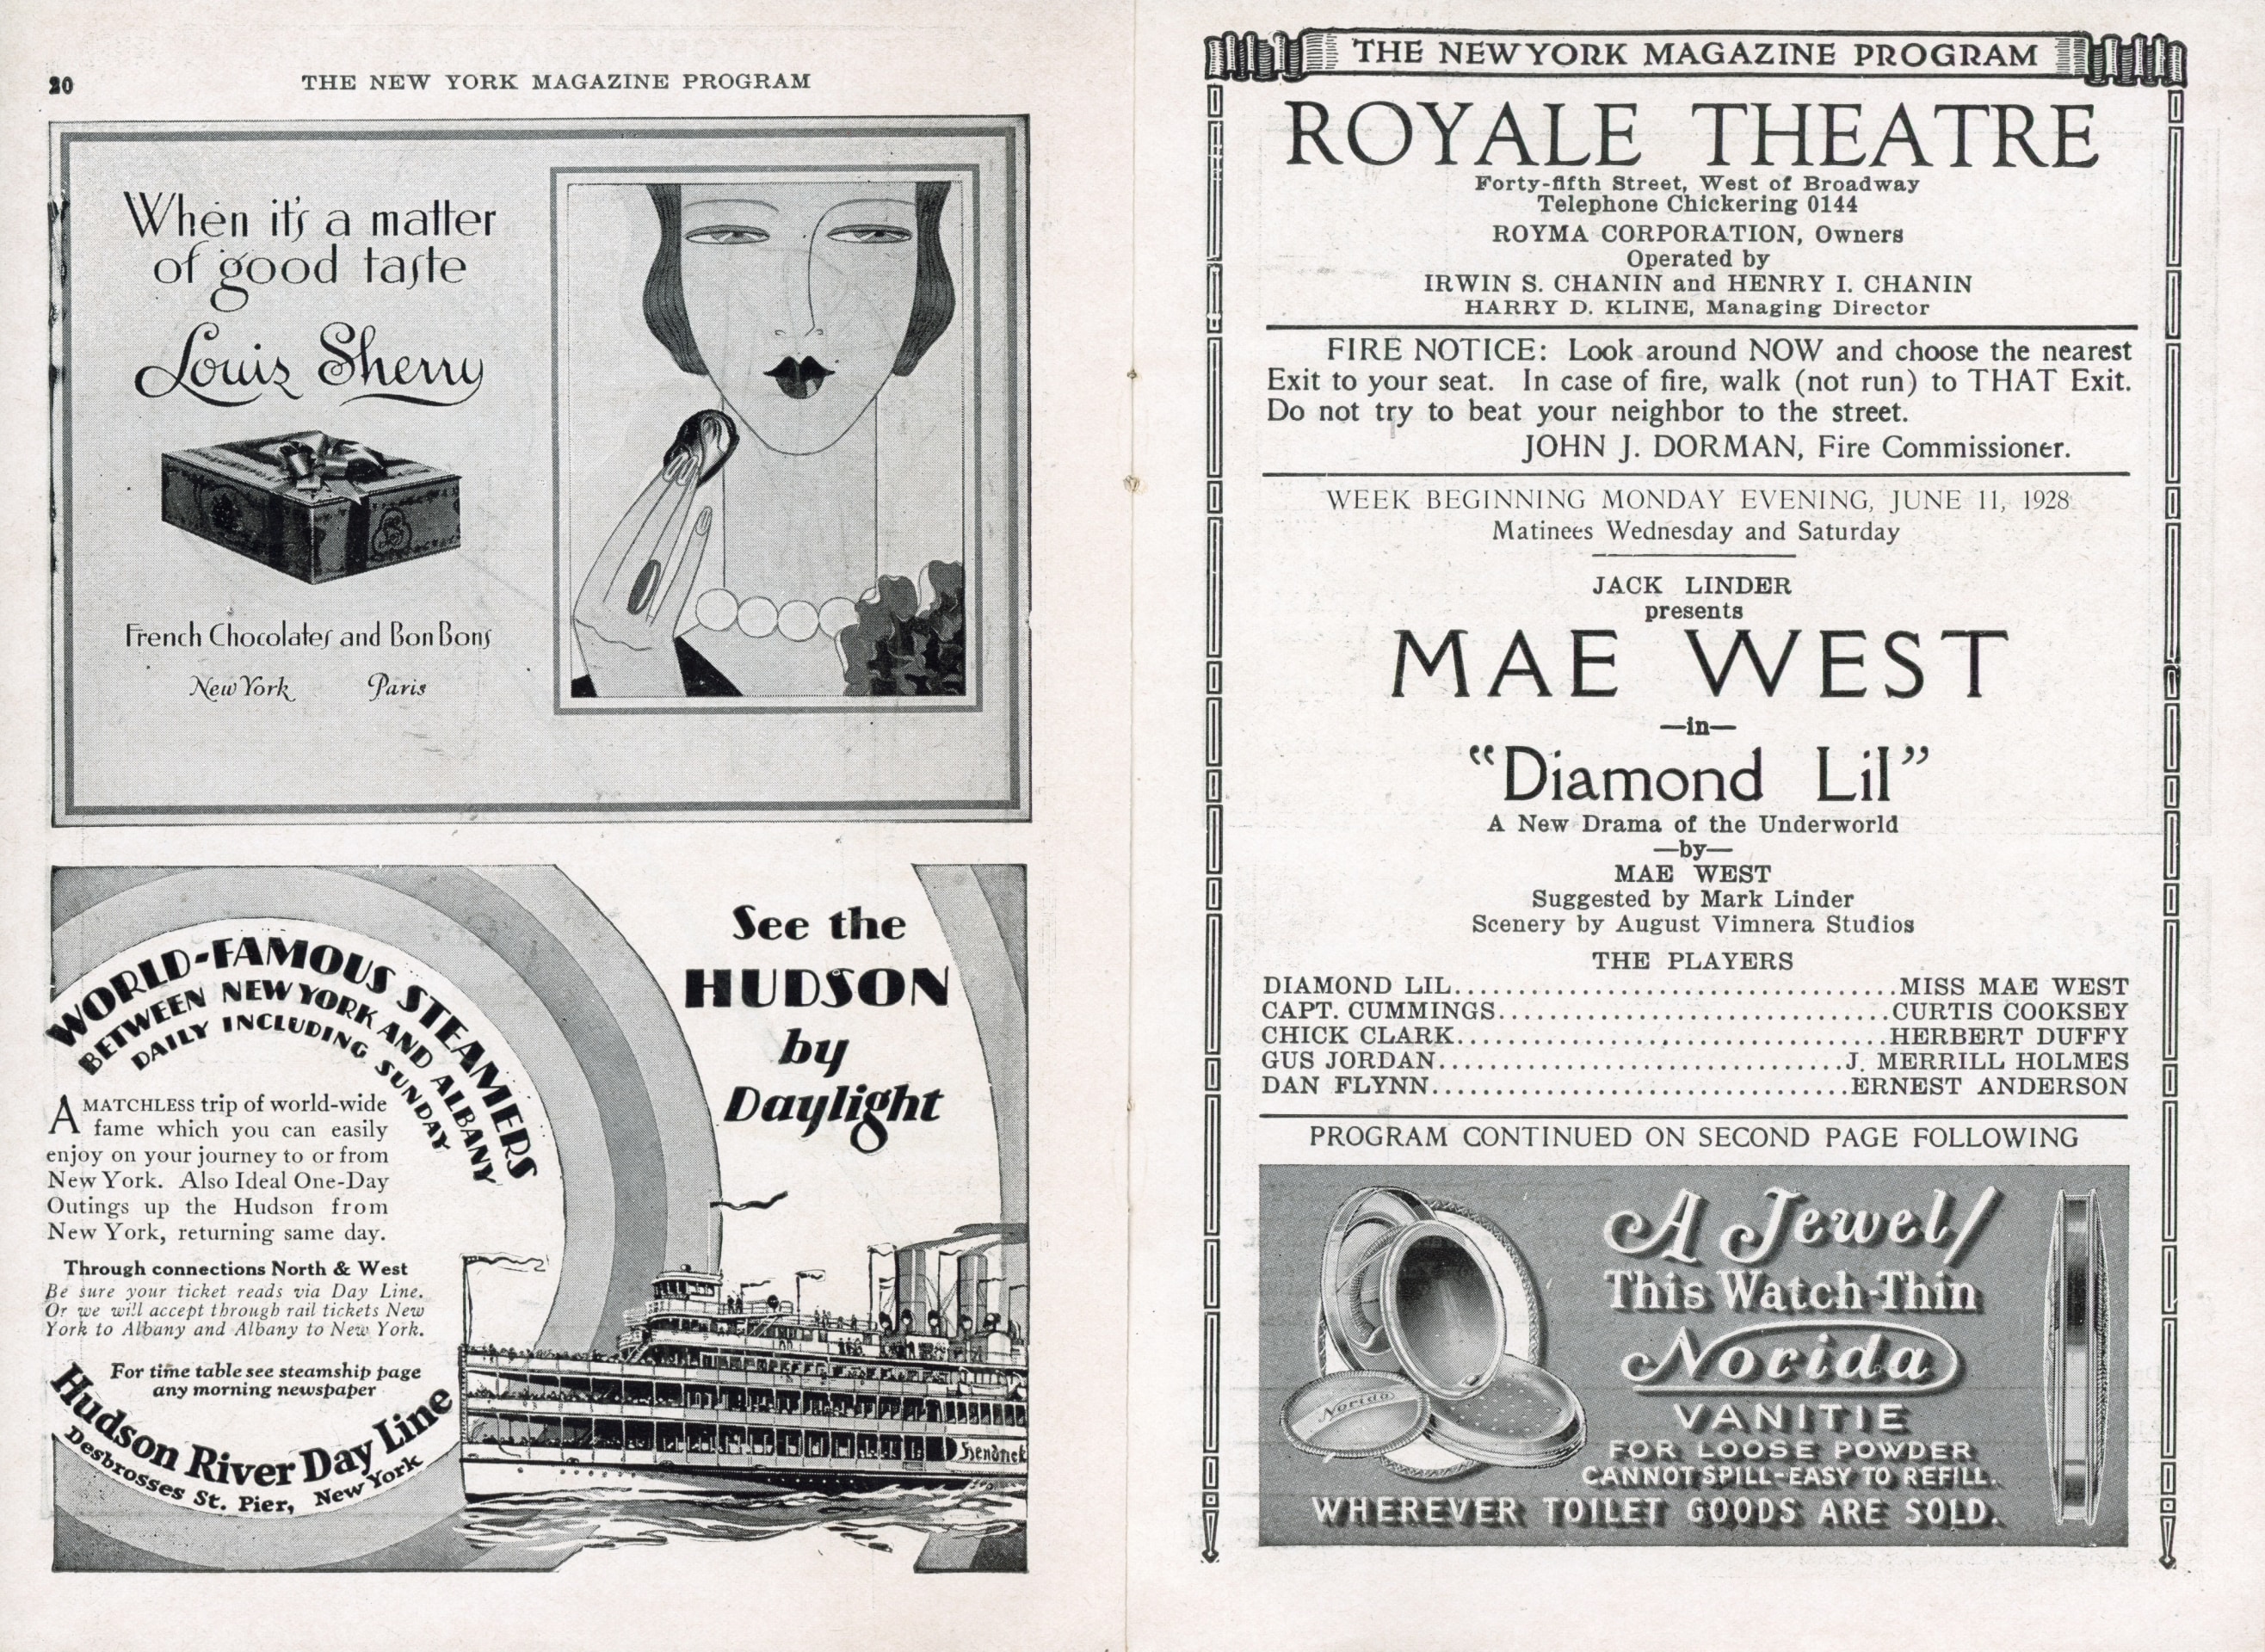 20
THE NEW YORK MAGAZINE PROGRAM
When it's a matter
of good taste
Louis Sherry
French Chocolates and Bon Bons
New York Paris
WORLD-FAMOUS STEAMERS
BETWEEN NEW YORK AND ALBANY
DAILY INCLUDING SUNDAY
See the
HUDSON
by
Daylight
A MATCHLESS trip of world-wide
fame which you can easily
enjoy on your journey to or from
New York. Also Ideal One-Day
Outings up the Hudson from
New York, returning same day.
Through connections North & West
Be sure your ticket reads via Day Line.
Or we will accept through rail tickets New
York to Albany and Albany to New York.
For time table see steamship page
any morning newspaper
Hudson River Day Line
Desbrosses St. Pier, New York
Hendrick
THE NEW YORK MAGAZINE PROGRAM
ROYALE THEATRE
Forty-fifth Street, West of Broadway
Telephone Chickering 0144
ROYMA CORPORATION, Owners
Operated by
IRWIN S. CHANIN and HENRY I. CHANIN
HARRY D. KLINE, Managing Director
FIRE NOTICE: Look around NOW and choose the nearest
Exit to your seat. In case of fire, walk (not run) to THAT Exit.
Do not try to beat your neighbor to the street.
JOHN J. DORMAN, Fire Commissioner.
WEEK BEGINNING MONDAY EVENING, JUNE 11, 1928
Matinees Wednesday and Saturday
JACK LINDER
presents
MAE WEST
—in—
"Diamond Lil"
A New Drama of the Underworld
—by—
MAE WEST
Suggested by Mark Linder
Scenery by August Vimnera Studios
THE PLAYERS
DIAMOND LIL....................................MISS MAE WEST
CAPT. CUMMINGS................................CURTIS COOKSEY
CHICK CLARK...................................HERBERT DUFFY
GUS JORDAN.................................J. MERRILL HOLMES
DAN FLYNN..................................ERNEST ANDERSON
PROGRAM CONTINUED ON SECOND PAGE FOLLOWING
A Jewel!
This Watch-Thin
Norida
VANITIE
FOR LOOSE POWDER
CANNOT SPILL-EASY TO REFILL.
WHEREVER TOILET GOODS ARE SOLD.
Norida